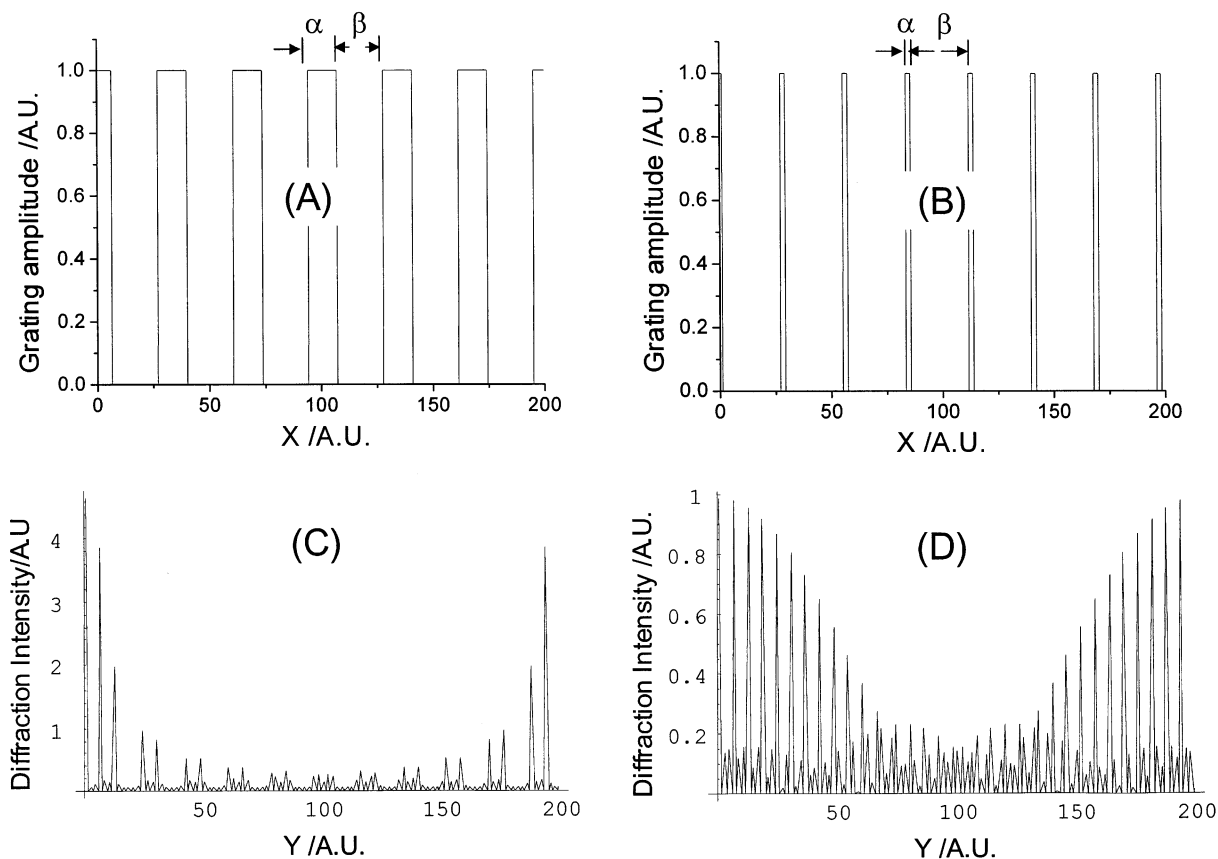 α β
1.0
0.8
0.6
0.4
0.2
0.0
Grating amplitude /A.U.
(A)
0 50 100 150 200
X /A.U.
α β
1.0
0.8
0.6
0.4
0.2
0.0
Grating amplitude /A.U.
(B)
0 50 100 150 200
X /A.U.
4
3
2
1
Diffraction Intensity/A.U
(C)
50 100 150 200
Y /A.U.
1
0.8
0.6
0.4
0.2
Diffraction Intensity /A.U.
(D)
50 100 150 200
Y /A.U.